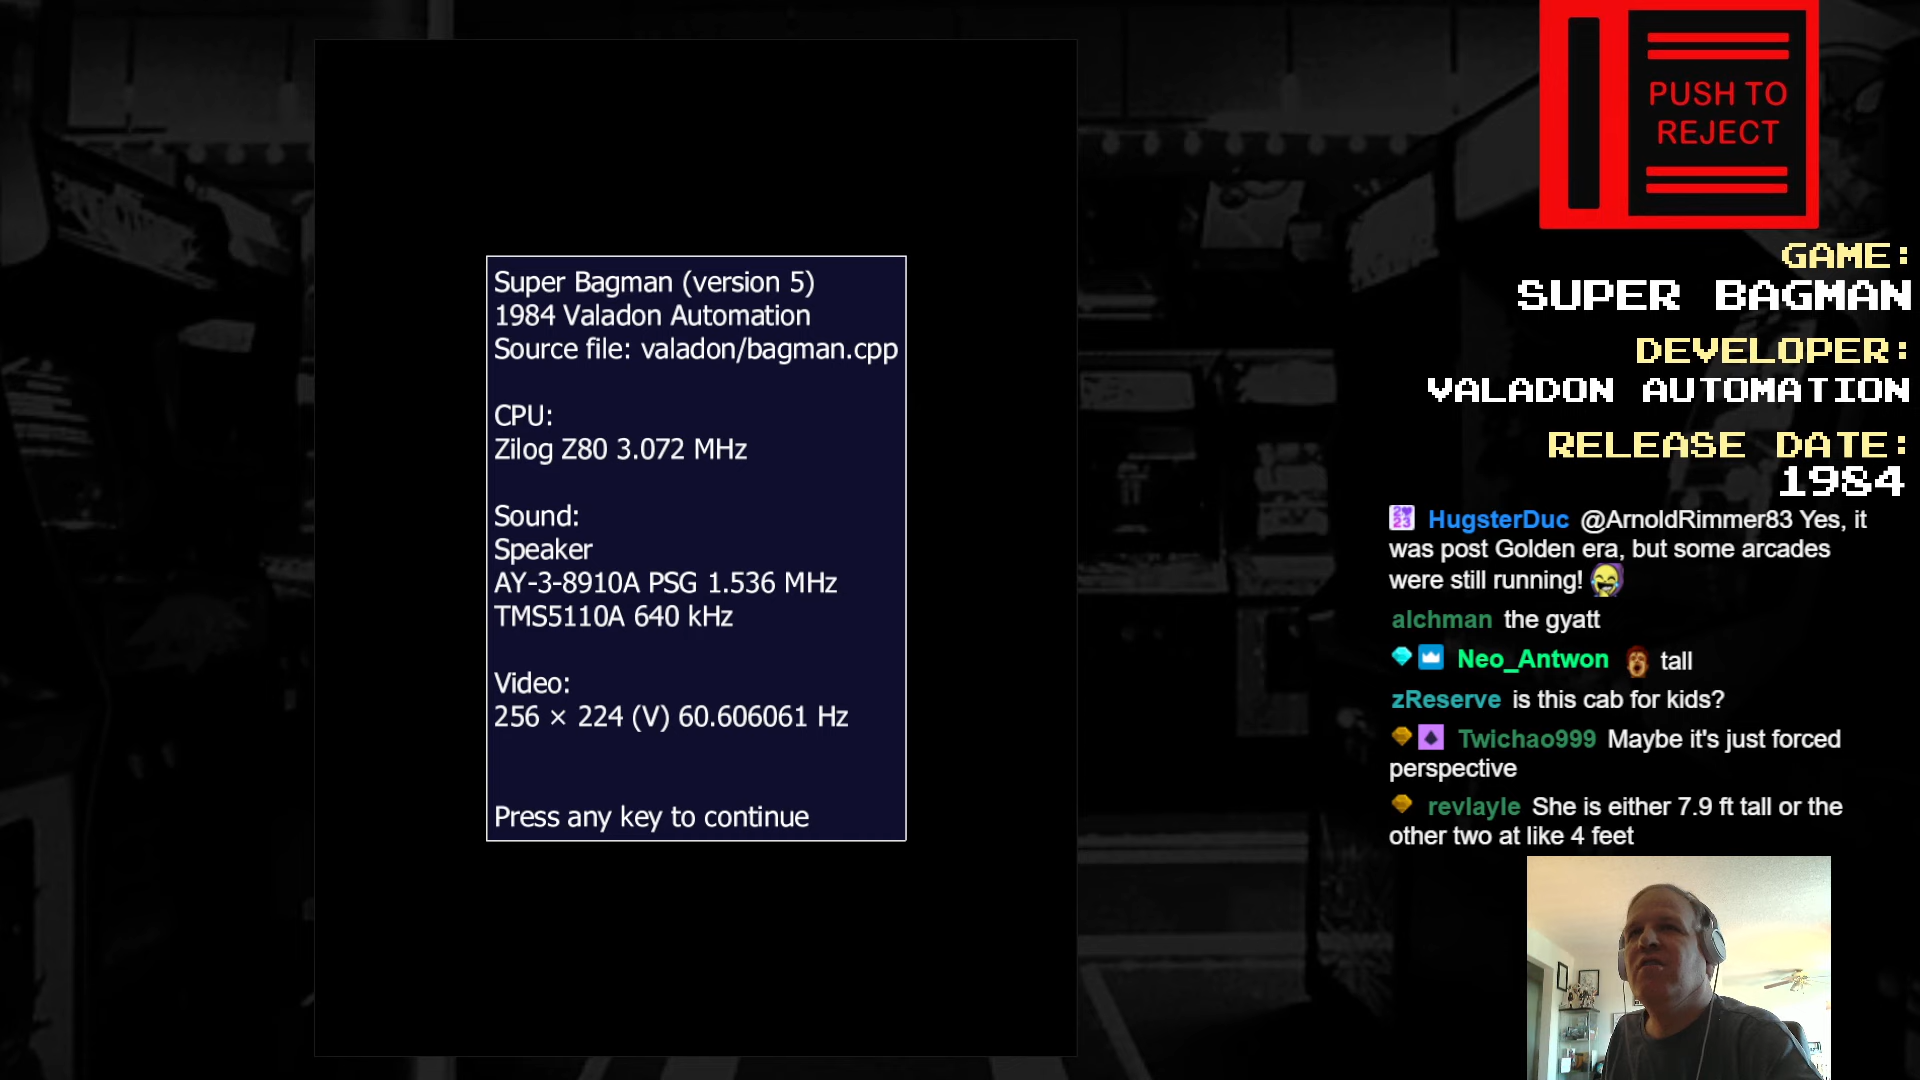 Super Bagman (version 5)
1984 Valadon Automation
Source file: valadon/bagman.cpp
CPU:
Zilog Z80 3.072 MHz
Sound:
Speaker
AY-3-8910A PSG 1.536 MHz
TMS5110A 640 kHz
Video:
256 × 224 (V) 60.606061 Hz
Press any key to continue
PUSH TO
REJECT
GAME:
SUPER BAGMAN
DEVELOPER:
VALADON AUTOMATION
RELEASE DATE:
1984
HugsterDuc @ArnoldRimmer83 Yes, it
was post Golden era, but some arcades
were still running!
alchman the gyatt
Neo_Antwon tall
zReserve is this cab for kids?
Twichao999 Maybe it's just forced
perspective
revlayle She is either 7.9 ft tall or the
other two at like 4 feet